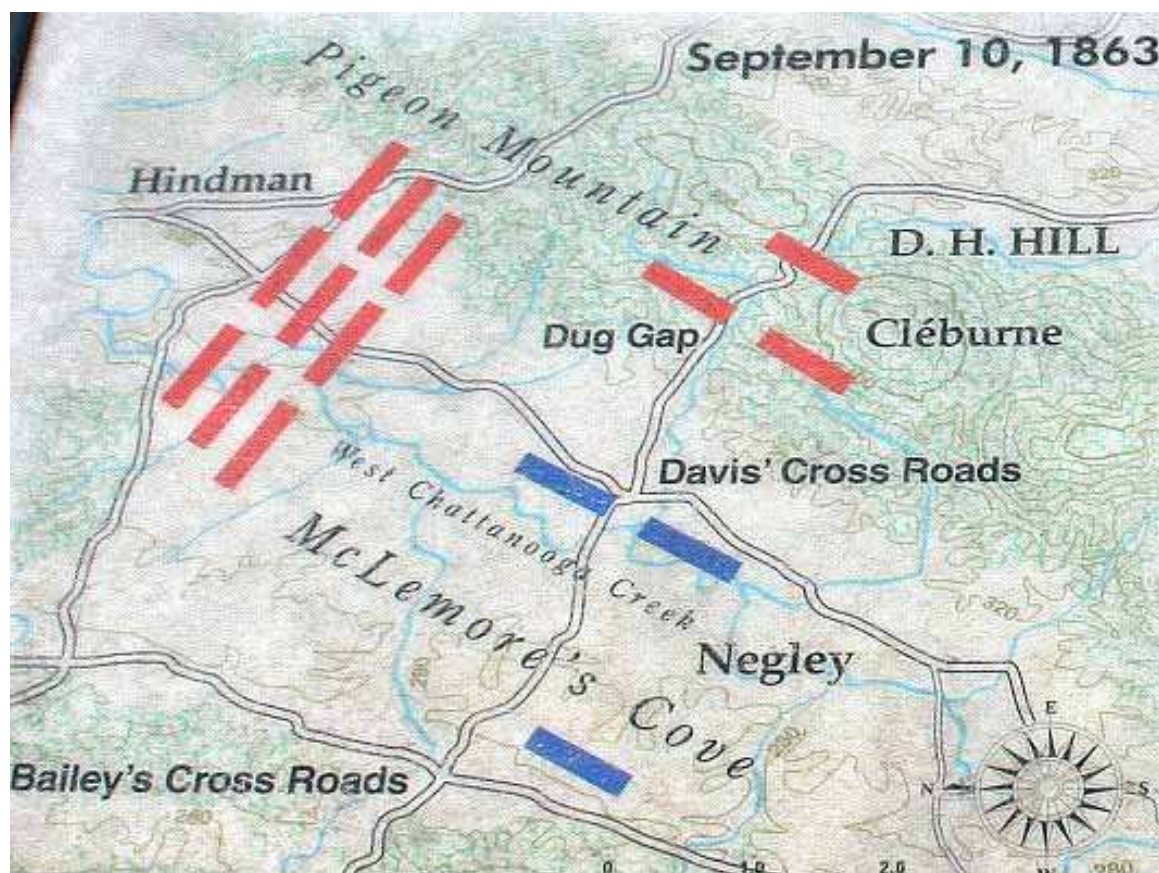 September 10, 1863
Pigeon Mountain
Hindman
D. H. HILL
Cléburne
Dug Gap
Davis' Cross Roads
West Chattanooga Creek
McLemore's Cove
Negley
Bailey's Cross Roads
E
N
S
W
320
320
280
280
0 1.0 2.0